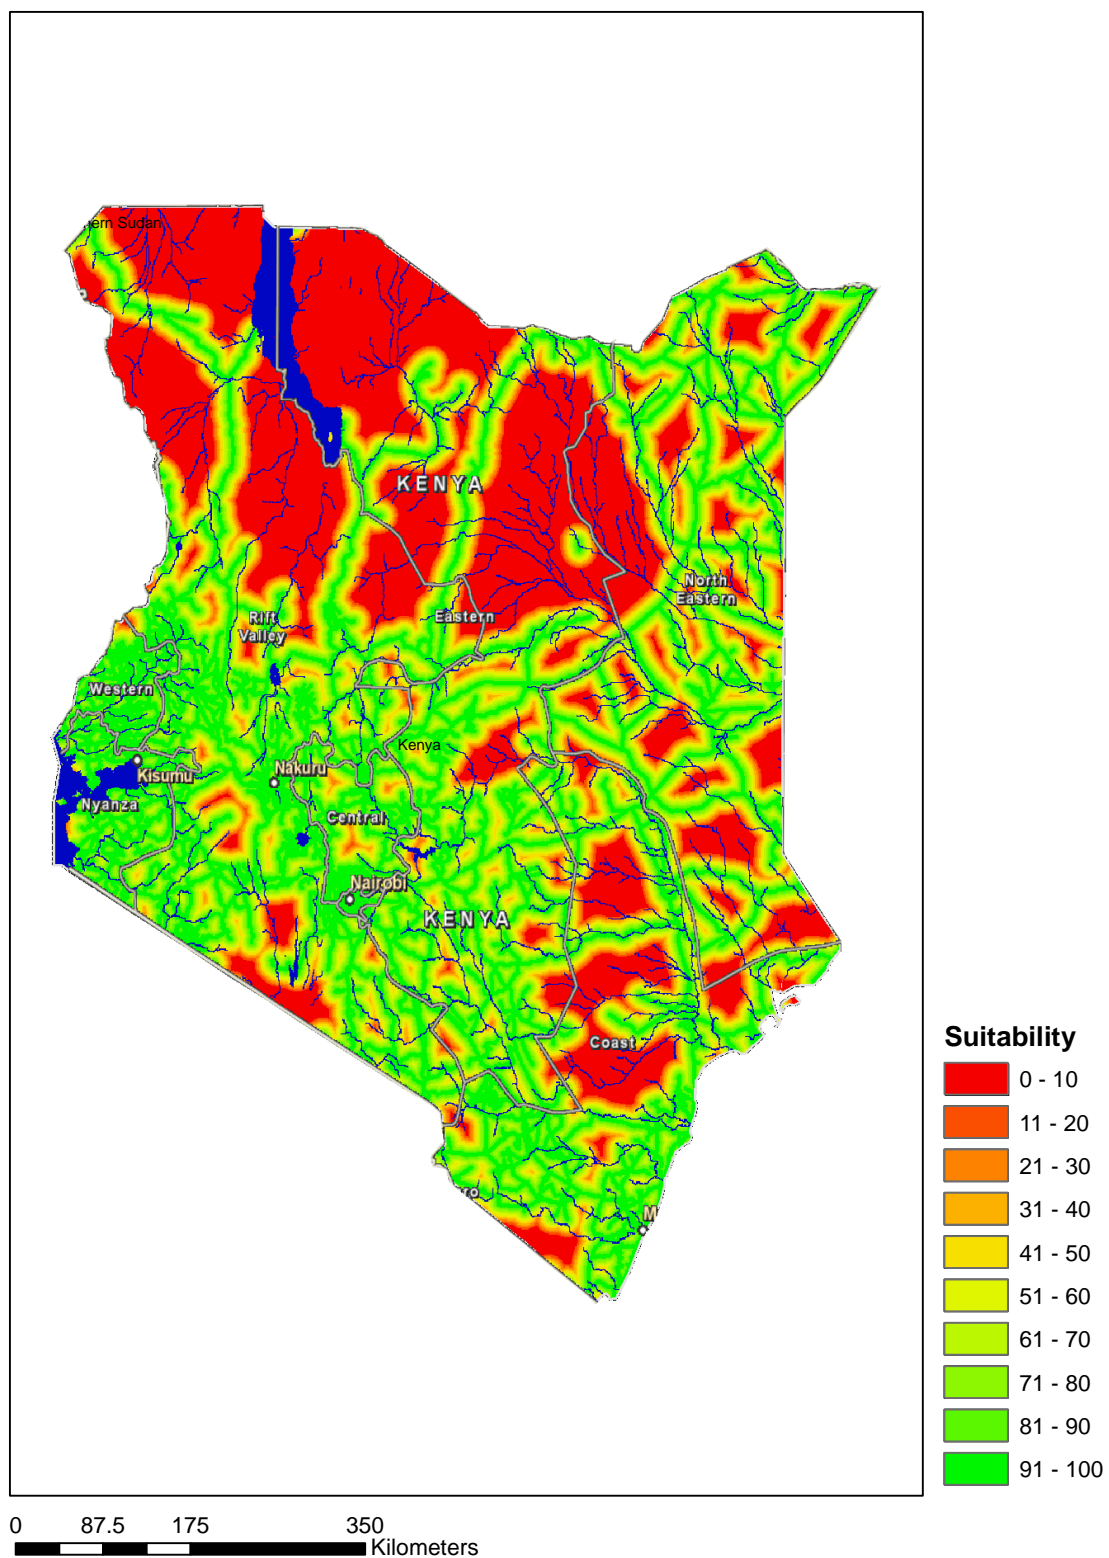 ern Sudan
KENYA
North
Eastern
Rift
Valley
Eastern
Western
Kenya
Kisumu
Nakuru
Nyanza
Central
Nairobi
KENYA
Coast
ro
M
Suitability
0 - 10
11 - 20
21 - 30
31 - 40
41 - 50
51 - 60
61 - 70
71 - 80
81 - 90
91 - 100
0 87.5 175 350
Kilometers